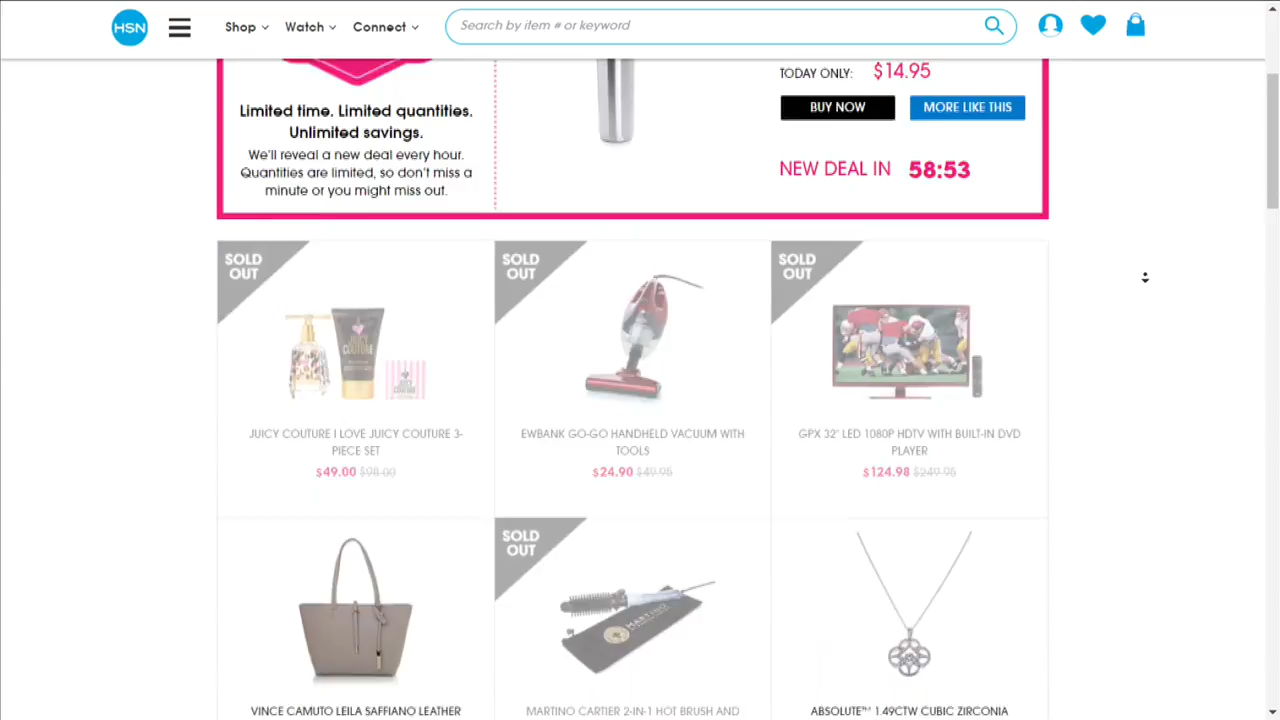 HSN
Shop
Watch
Connect
Search by item # or keyword
Limited time. Limited quantities.
Unlimited savings.
We'll reveal a new deal every hour.
Quantities are limited, so don't miss a
minute or you might miss out.
TODAY ONLY: $14.95
BUY NOW
MORE LIKE THIS
NEW DEAL IN 58:53
SOLD
OUT
JUICY COUTURE I LOVE JUICY COUTURE 3-
PIECE SET
$49.00 $98.00
SOLD
OUT
EWBANK GO-GO HANDHELD VACUUM WITH
TOOLS
$24.90 $49.95
SOLD
OUT
GPX 32" LED 1080P HDTV WITH BUILT-IN DVD
PLAYER
$124.98 $249.95
VINCE CAMUTO LEILA SAFFIANO LEATHER
SOLD
OUT
MARTINO
MARTINO CARTIER 2-IN-1 HOT BRUSH AND
ABSOLUTE™ 1.49CTW CUBIC ZIRCONIA